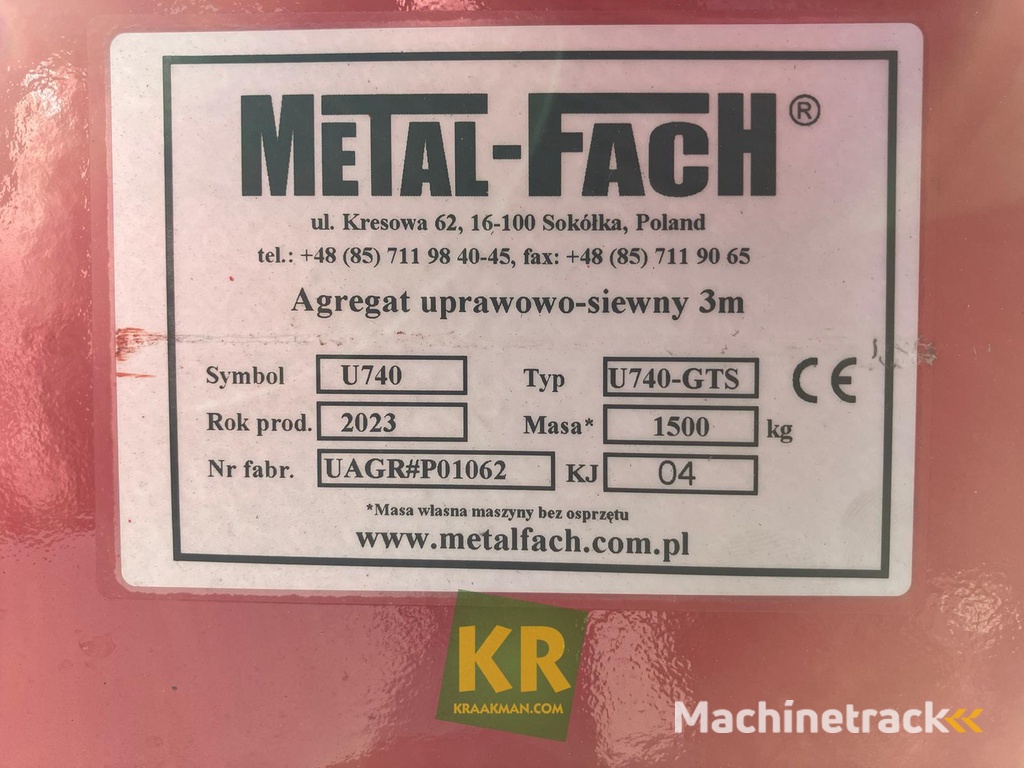 METAL-FACH®
ul. Kresowa 62, 16-100 Sokółka, Poland
tel.: +48 (85) 711 98 40-45, fax: +48 (85) 711 90 65
Agregat uprawowo-siewny 3m
Symbol U740 Typ U740-GTS CE
Rok prod. 2023 Masa* 1500 kg
Nr fabr. UAGR#P01062 KJ 04
*Masa własna maszyny bez osprzętu
www.metalfach.com.pl
KR
KRAAKMAN.COM
Machinetrack